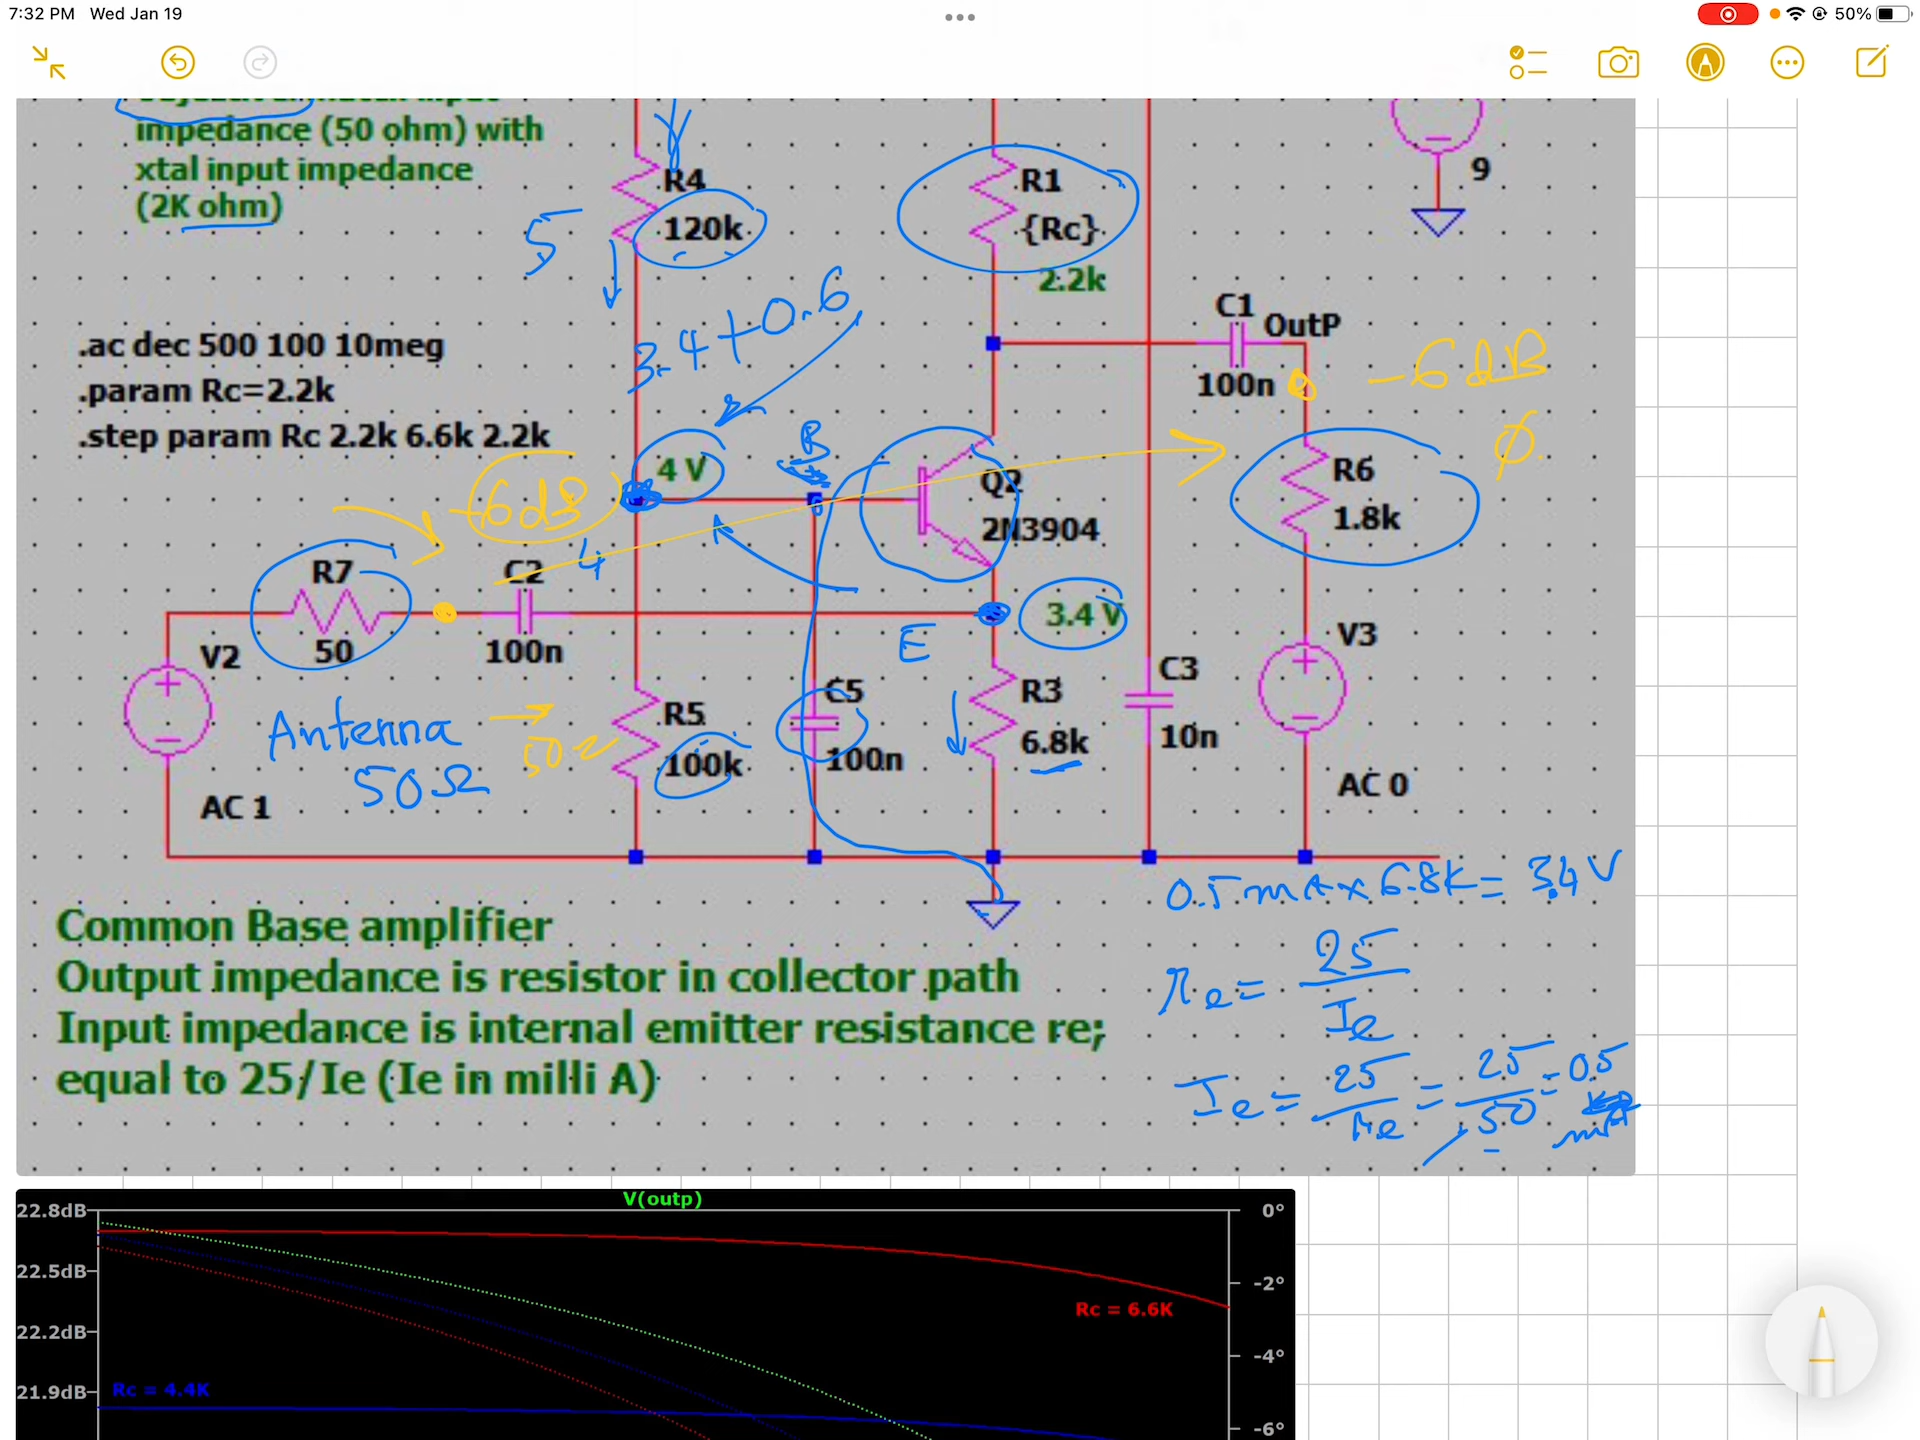 7:32 PM Wed Jan 19
50%
impedance (50 ohm) with
xtal input impedance
(2K ohm)
R4
120k
5
R1
{Rc}
2.2k
9
3.4+0.6
.ac dec 500 100 10meg
.param Rc=2.2k
.step param Rc 2.2k 6.6k 2.2k
C1
OutP
100n
-6dB
Ø
4 V
B
-6dB
4
Q2
2N3904
R6
1.8k
R7
50
C2
100n
E
3.4 V
V2
Antenna
50Ω
50Ω
AC 1
R5
100k
C5
100n
R3
6.8k
C3
10n
V3
AC 0
0.5mA×6.8k= 3.4V
Common Base amplifier
Output impedance is resistor in collector path
Input impedance is internal emitter resistance re;
equal to 25/Ie (Ie in milli A)
re= 25/Ie
Ie= 25/re = 25/50 = 0.5 mA
V(outp)
22.8dB
22.5dB
22.2dB
21.9dB
0°
-2°
-4°
-6°
Rc = 6.6K
Rc = 4.4K